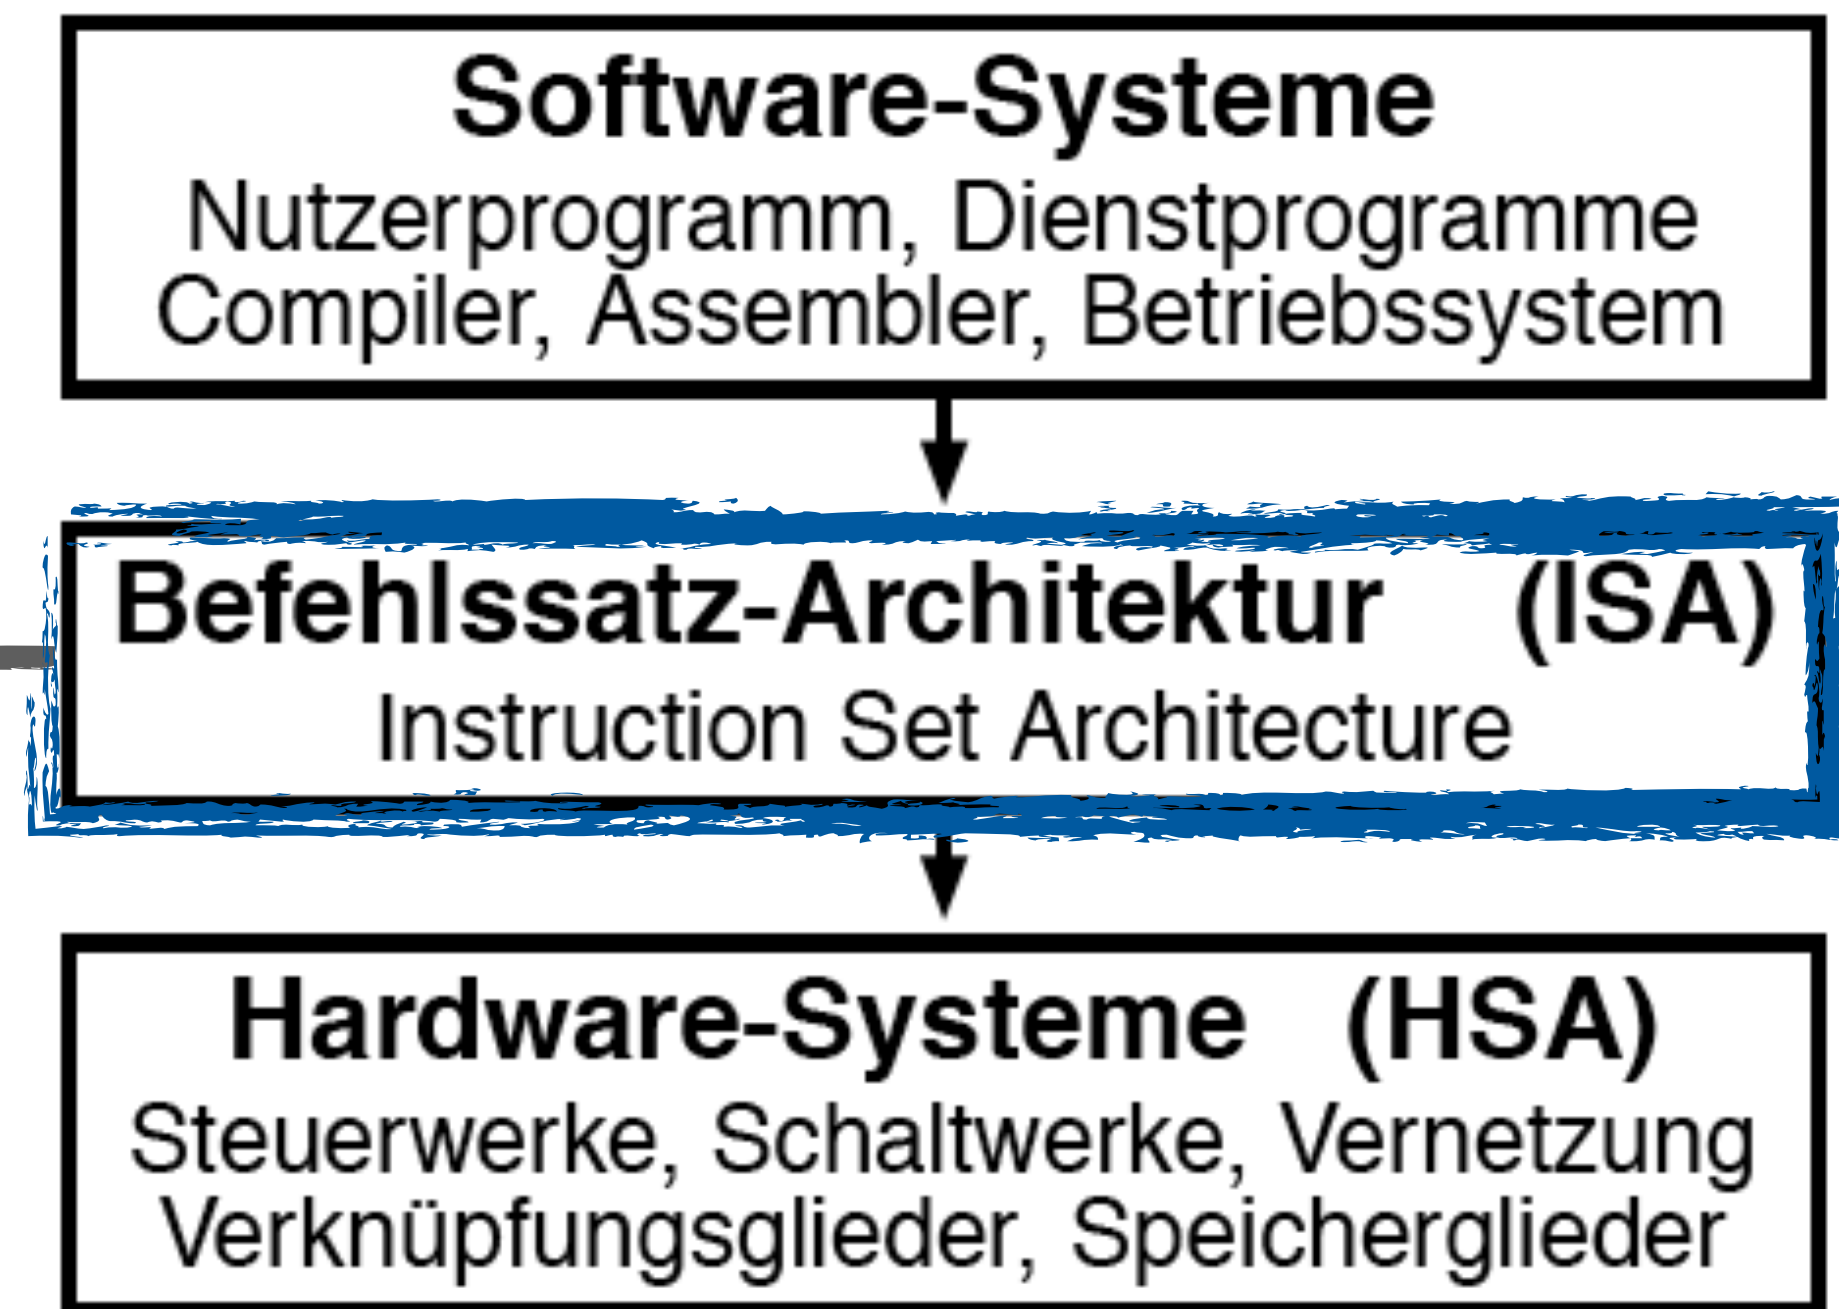 Software-Systeme
Nutzerprogramm, Dienstprogramme
Compiler, Assembler, Betriebssystem
Befehlssatz-Architektur (ISA)
Instruction Set Architecture
Hardware-Systeme (HSA)
Steuerwerke, Schaltwerke, Vernetzung
Verknüpfungsglieder, Speicherglieder